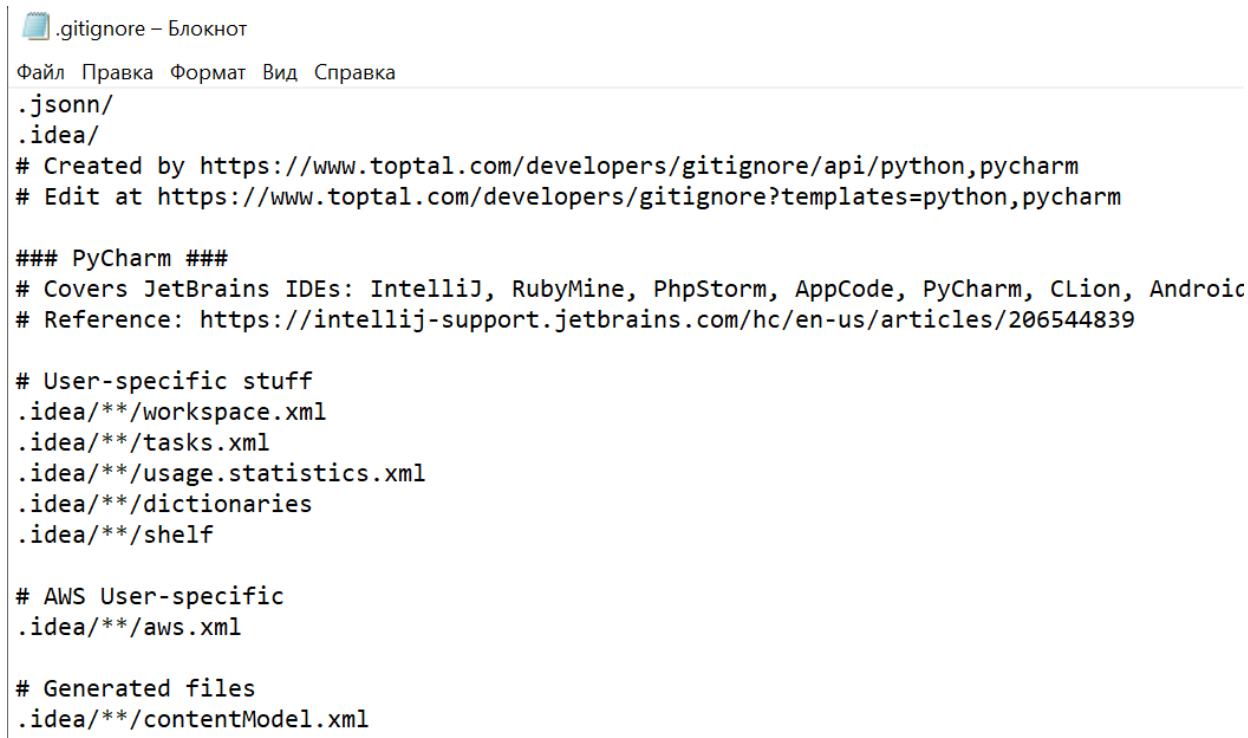 .gitignore – Блокнот
Файл Правка Формат Вид Справка
.jsonn/
.idea/
# Created by https://www.toptal.com/developers/gitignore/api/python,pycharm
# Edit at https://www.toptal.com/developers/gitignore?templates=python,pycharm
### PyCharm ###
# Covers JetBrains IDEs: IntelliJ, RubyMine, PhpStorm, AppCode, PyCharm, CLion, Android
# Reference: https://intellij-support.jetbrains.com/hc/en-us/articles/206544839
# User-specific stuff
.idea/**/workspace.xml
.idea/**/tasks.xml
.idea/**/usage.statistics.xml
.idea/**/dictionaries
.idea/**/shelf
# AWS User-specific
.idea/**/aws.xml
# Generated files
.idea/**/contentModel.xml